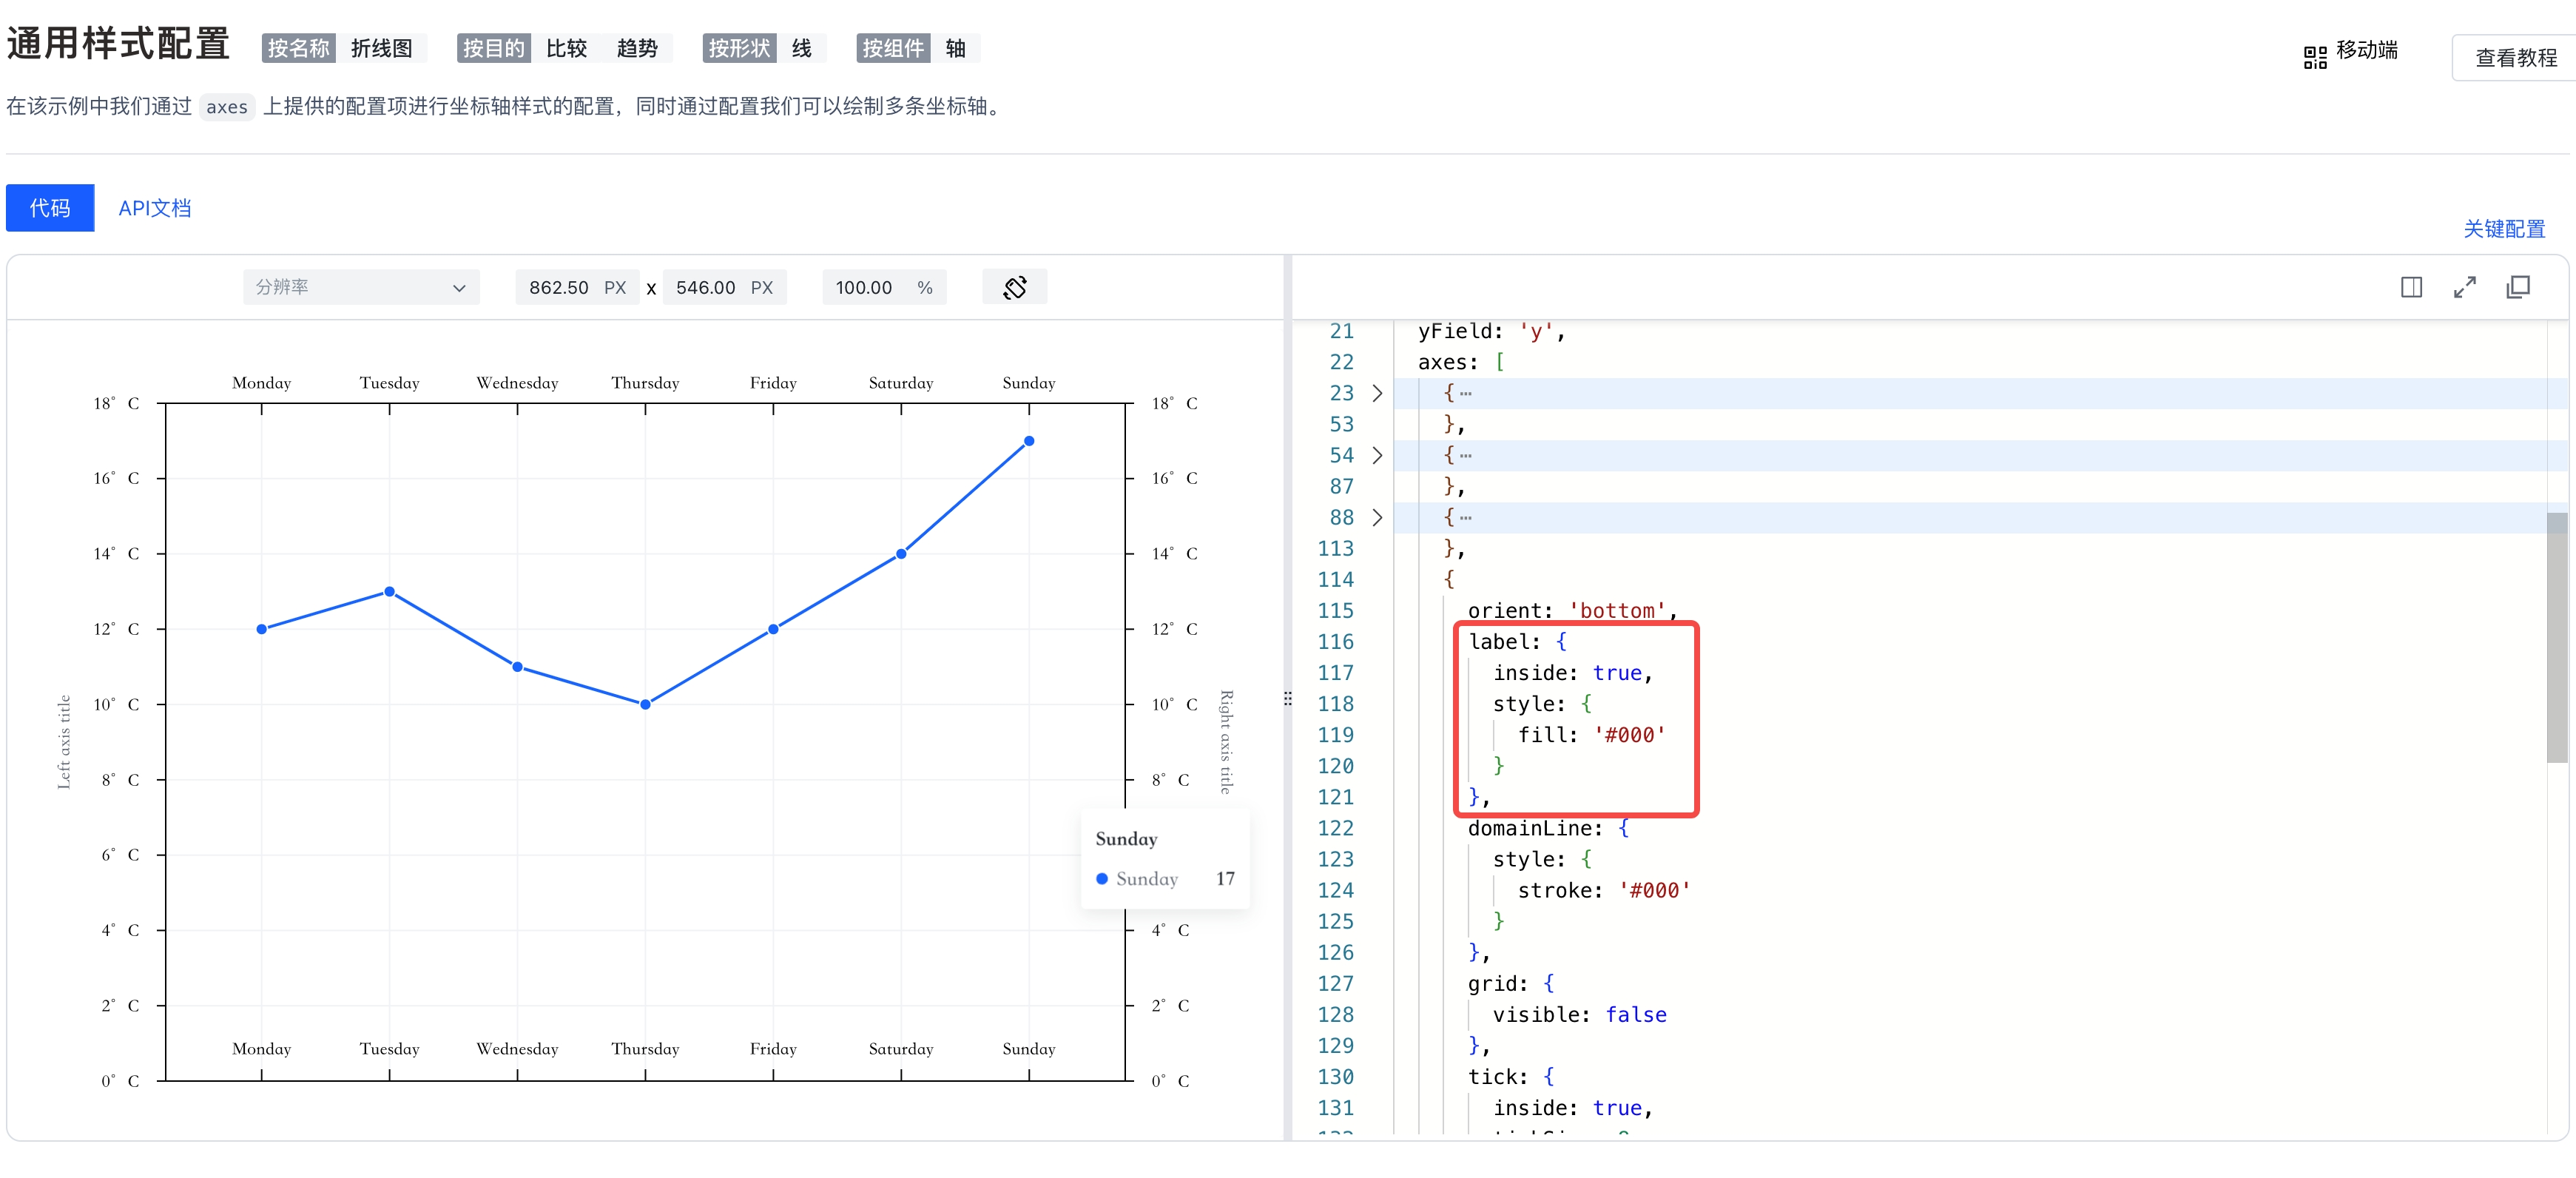 通用样式配置 按名称 折线图 按目的 比较 趋势 按形状 线 按组件 轴
移动端 查看教程
在该示例中我们通过 axes 上提供的配置项进行坐标轴样式的配置，同时通过配置我们可以绘制多条坐标轴。
代码 API文档
关键配置
分辨率 862.50 PX x 546.00 PX 100.00 %
Monday Tuesday Wednesday Thursday Friday Saturday Sunday
18° C 18° C
16° C 16° C
14° C 14° C
12° C 12° C
10° C 10° C
8° C 8° C
6° C
4° C 4° C
2° C 2° C
0° C 0° C
Left axis title
Right axis title
Sunday
Sunday 17
Monday Tuesday Wednesday Thursday Friday Saturday Sunday
21 yField: 'y',
22 axes: [
23 { ⋯
53 },
54 { ⋯
87 },
88 { ⋯
113 },
114 {
115 orient: 'bottom',
116 label: {
117 inside: true,
118 style: {
119 fill: '#000'
120 }
121 },
122 domainLine: {
123 style: {
124 stroke: '#000'
125 }
126 },
127 grid: {
128 visible: false
129 },
130 tick: {
131 inside: true,